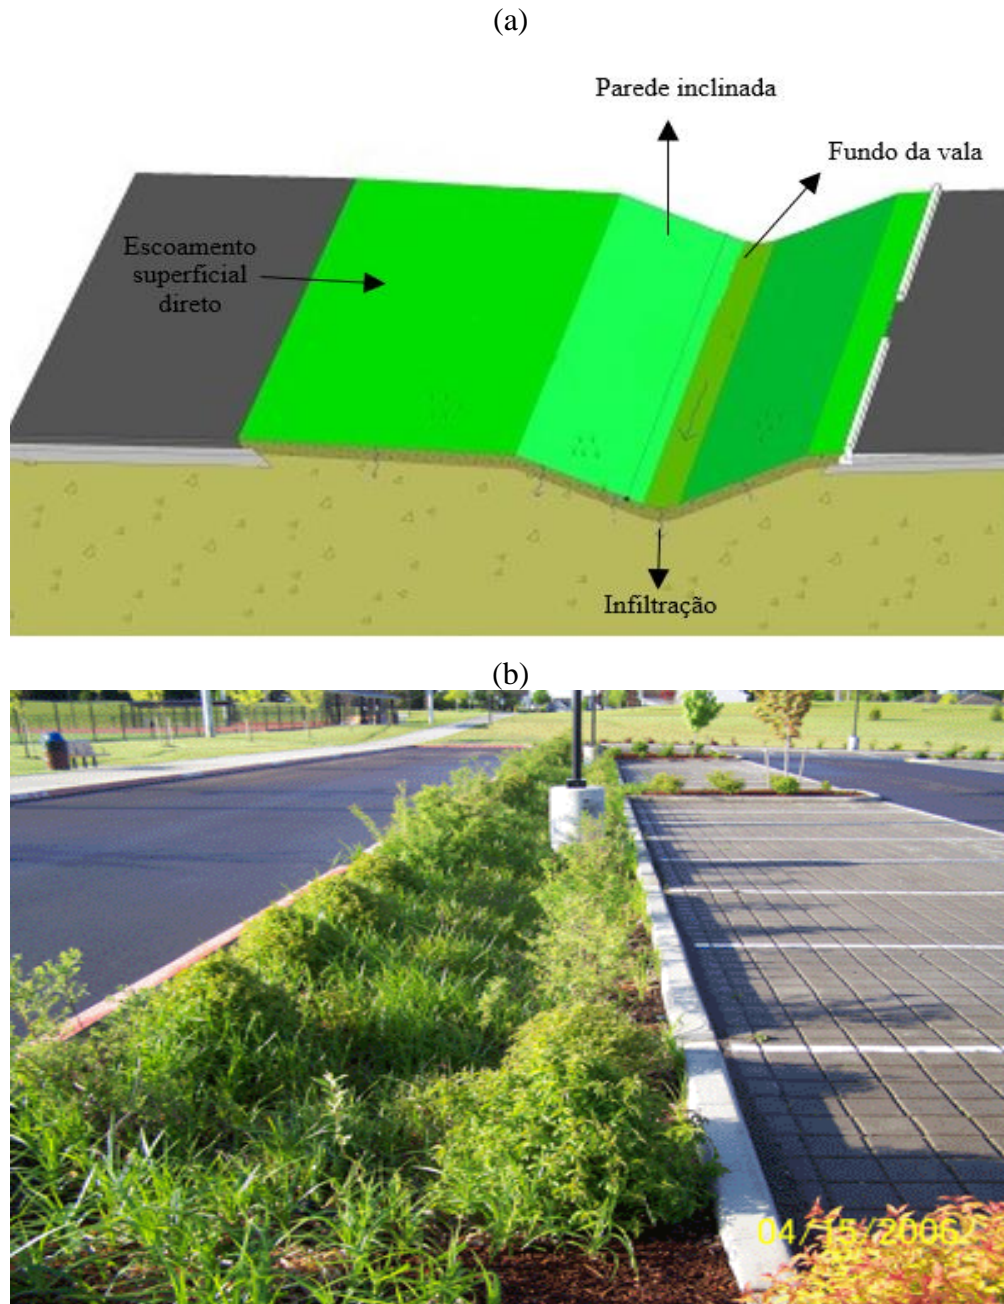 (a)
Parede inclinada
Fundo da vala
Escoamento
superficial
direto
Infiltração
(b)
04/15/2006